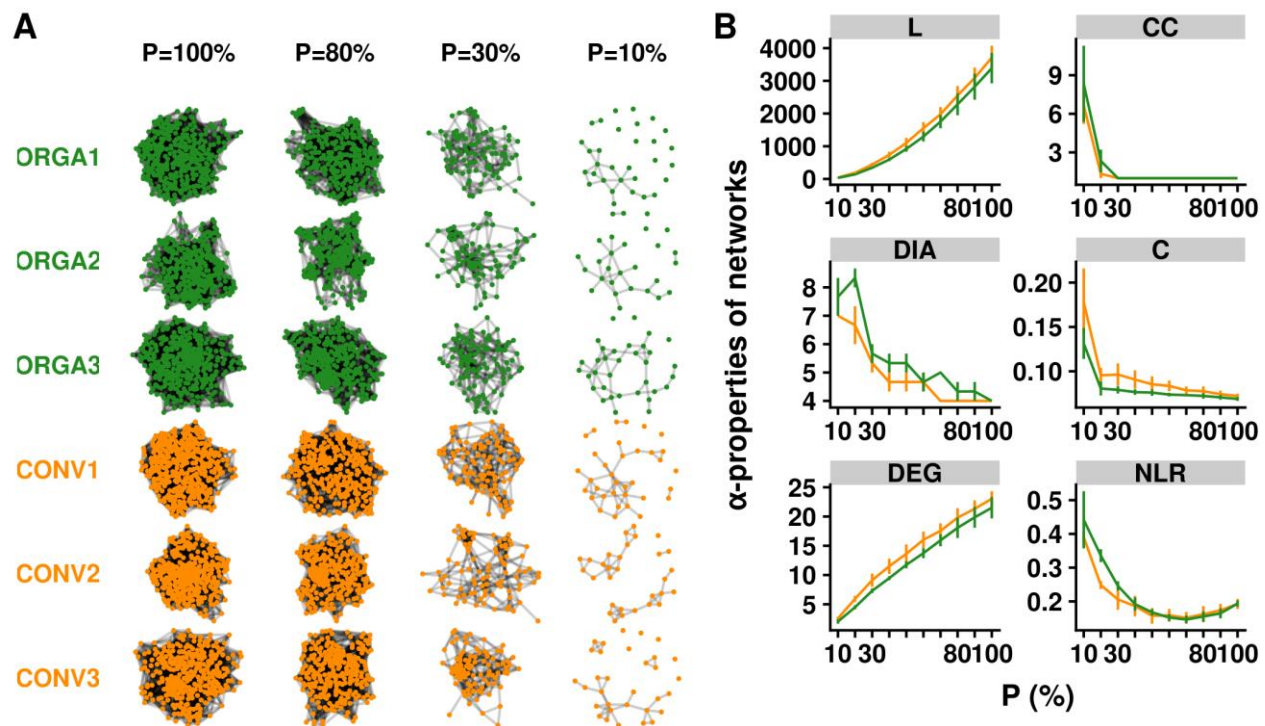 A
P=100% P=80% P=30% P=10%
ORGA1
ORGA2
ORGA3
CONV1
CONV2
CONV3
B
α-properties of networks
L
4000
3000
2000
1000
0
10 30 80100
CC
9
6
3
10 30 80100
DIA
8
7
6
5
4
10 30 80100
C
0.20
0.15
0.10
10 30 80100
DEG
25
20
15
10
5
10 30 80100
NLR
0.5
0.4
0.3
0.2
10 30 80100
P (%)